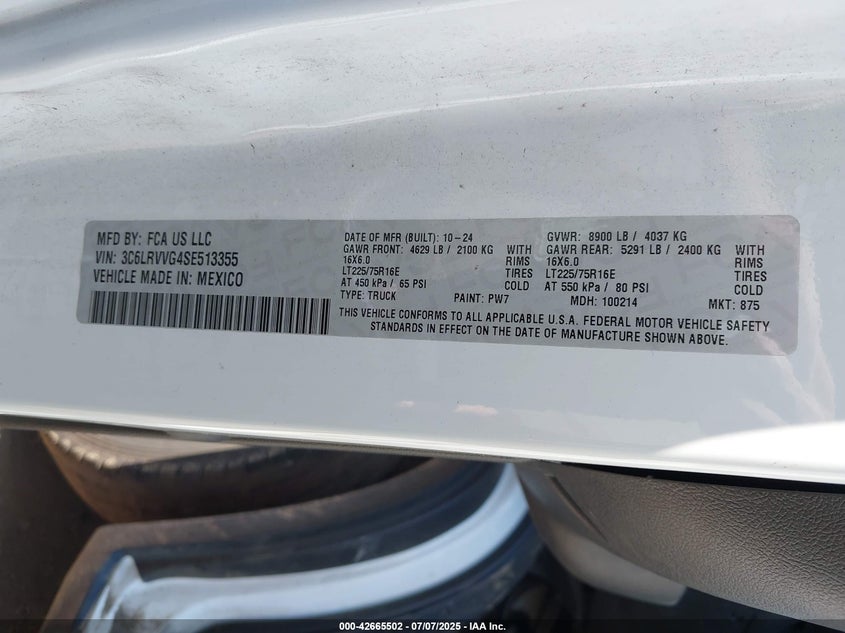 MFD BY: FCA US LLC
VIN: 3C6LRVVG4SE513355
VEHICLE MADE IN: MEXICO
DATE OF MFR (BUILT): 10-24 GVWR: 8900 LB / 4037 KG
GAWR FRONT: 4629 LB / 2100 KG WITH GAWR REAR: 5291 LB / 2400 KG WITH
16X6.0 RIMS 16X6.0 RIMS
LT225/75R16E TIRES LT225/75R16E TIRES
AT 450 kPa / 65 PSI COLD AT 550 kPa / 80 PSI COLD
TYPE: TRUCK PAINT: PW7 MDH: 100214 MKT: 875
THIS VEHICLE CONFORMS TO ALL APPLICABLE U.S.A. FEDERAL MOTOR VEHICLE SAFETY
STANDARDS IN EFFECT ON THE DATE OF MANUFACTURE SHOWN ABOVE.
000-42665502 - 07/07/2025 - IAA Inc.